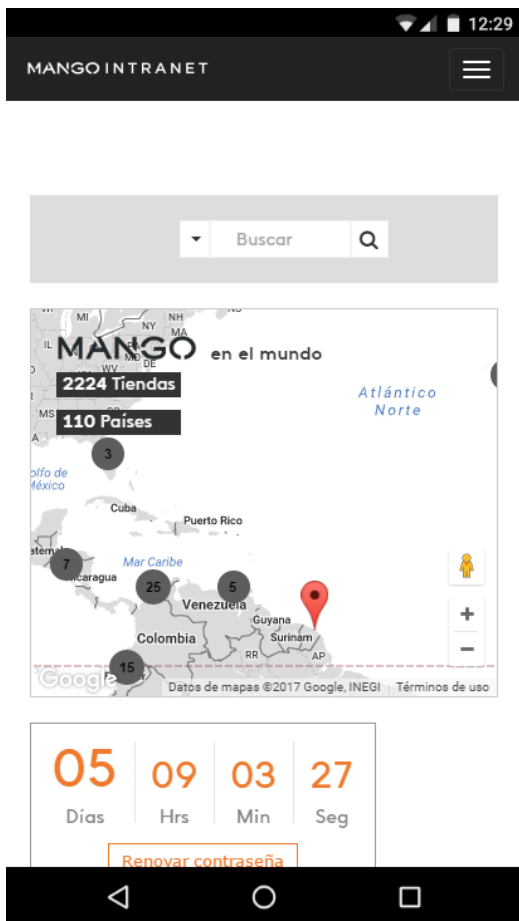 12:29
MANGO INTRANET
Buscar
MI
NH
NY
MA
IL
MANGO en el mundo
WV
DE
2224 Tiendas
Atlántico
Norte
MS
110 Países
3
México
Cuba
Puerto Rico
Mar Caribe
7
25
5
Venezuela
Guyana
Colombia
Surinam
RR
AP
15
+
−
Google
Datos de mapas ©2017 Google, INEGI
Términos de uso
05 09 03 27
Días Hrs Min Seg
Renovar contraseña